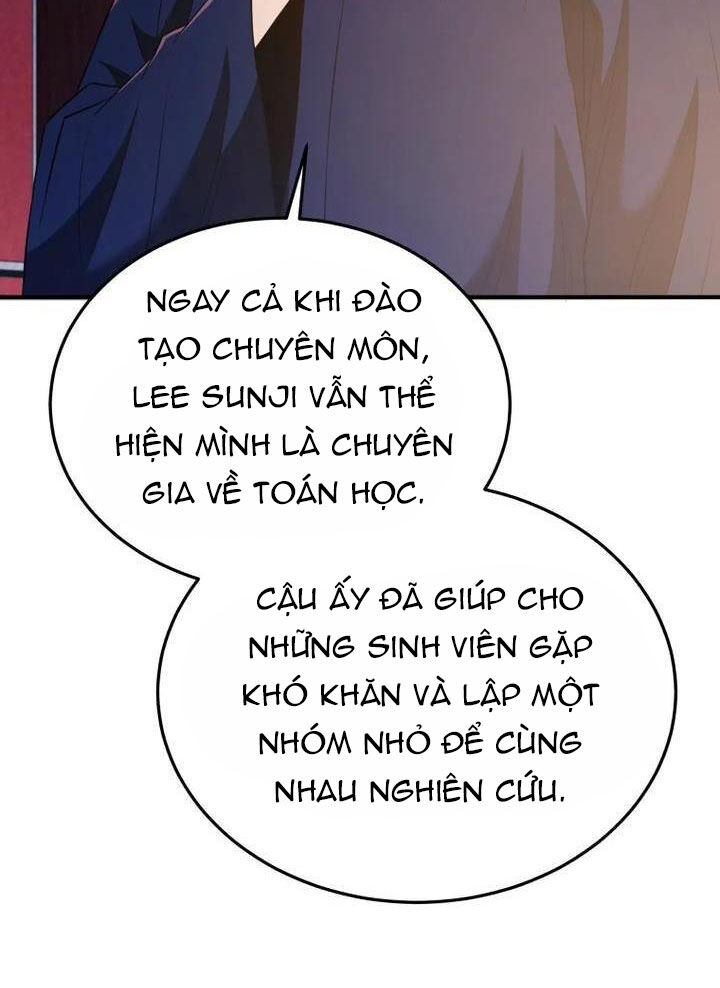 NGAY CẢ KHI ĐÀO
TẠO CHUYÊN MÔN,
LEE SUNJI VẪN THỂ
HIỆN MÌNH LÀ CHUYÊN
GIA VỀ TOÁN HỌC.
CẬU ẤY ĐÃ GIÚP CHO
NHỮNG SINH VIÊN GẶP
KHÓ KHĂN VÀ LẬP MỘT
NHÓM NHỎ ĐỂ CÙNG
NHAU NGHIÊN CỨU.